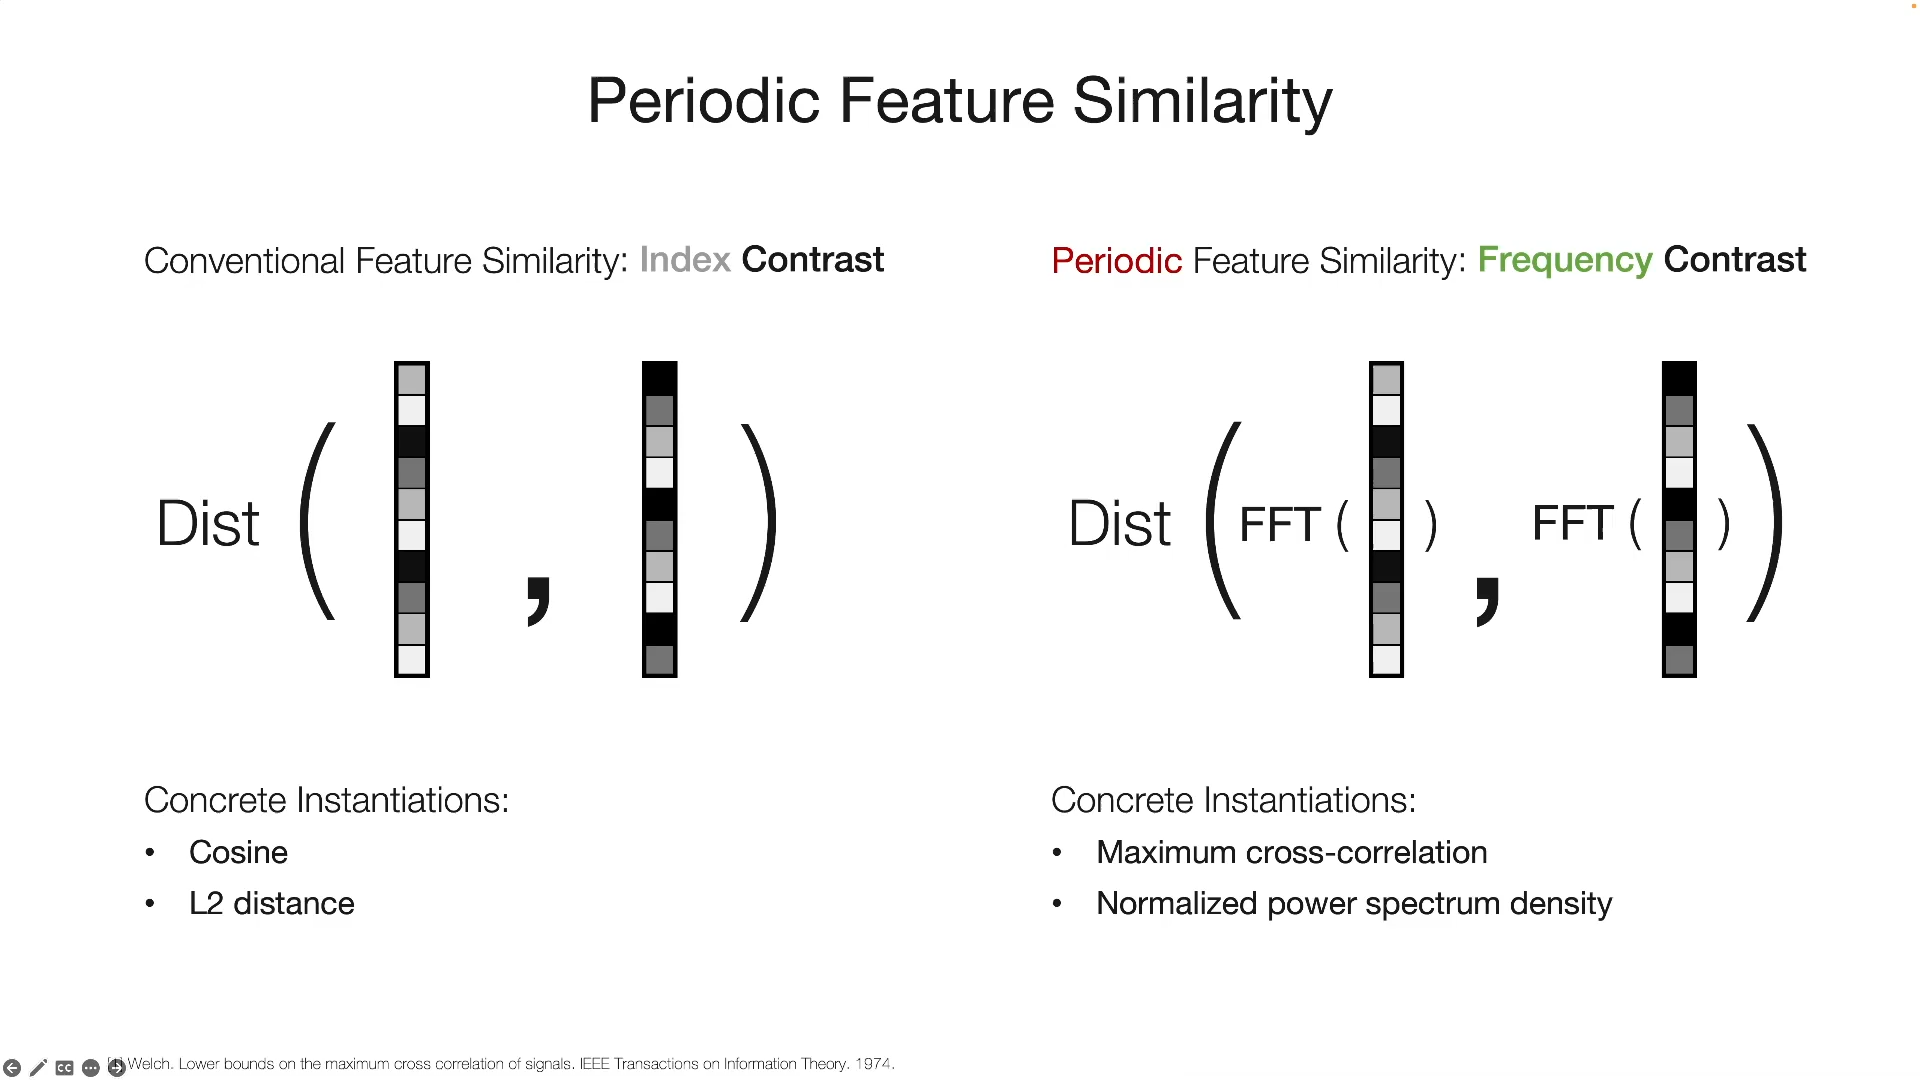 Periodic Feature Similarity
Conventional Feature Similarity: Index Contrast
Dist ( , )
Concrete Instantiations:
• Cosine
• L2 distance
Periodic Feature Similarity: Frequency Contrast
Dist ( FFT ( ) , FFT ( ) )
Concrete Instantiations:
• Maximum cross-correlation
• Normalized power spectrum density
CC
Welch. Lower bounds on the maximum cross correlation of signals. IEEE Transactions on Information Theory. 1974.